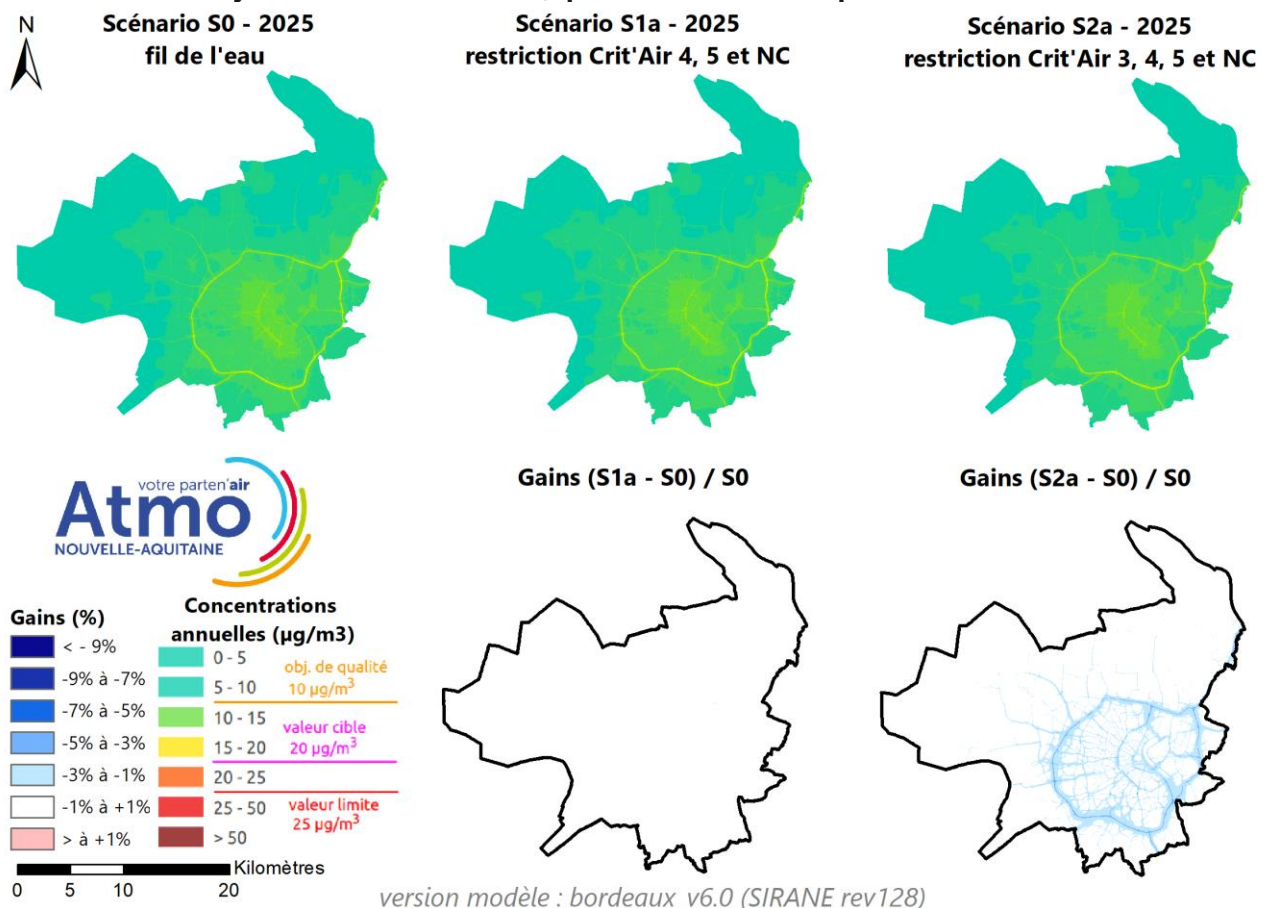 N
Scénario S0 - 2025
fil de l'eau
Scénario S1a - 2025
restriction Crit'Air 4, 5 et NC
Scénario S2a - 2025
restriction Crit'Air 3, 4, 5 et NC
votre parten'air
Atmo
NOUVELLE-AQUITAINE
Gains (S1a - S0) / S0
Gains (S2a - S0) / S0
Gains (%)
< - 9%
-9% à -7%
-7% à -5%
-5% à -3%
-3% à -1%
-1% à +1%
> à +1%
Concentrations
annuelles (µg/m3)
0 - 5
5 - 10
10 - 15
15 - 20
20 - 25
25 - 50
> 50
obj. de qualité
10 µg/m³
valeur cible
20 µg/m³
valeur limite
25 µg/m³
Kilomètres
0 5 10 20
version modèle : bordeaux_v6.0 (SIRANE rev128)